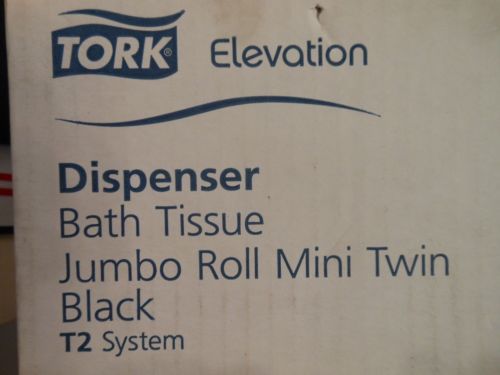 TORK® Elevation
Dispenser
Bath Tissue
Jumbo Roll Mini Twin
Black
T2 System